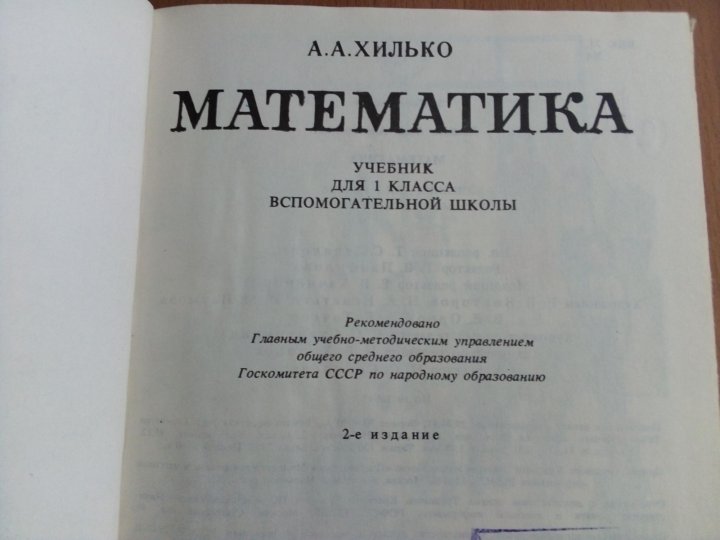 А.А.ХИЛЬКО
МАТЕМАТИКА
УЧЕБНИК
ДЛЯ 1 КЛАССА
ВСПОМОГАТЕЛЬНОЙ ШКОЛЫ
Рекомендовано
Главным учебно-методическим управлением
общего среднего образования
Госкомитета СССР по народному образованию
2-е издание